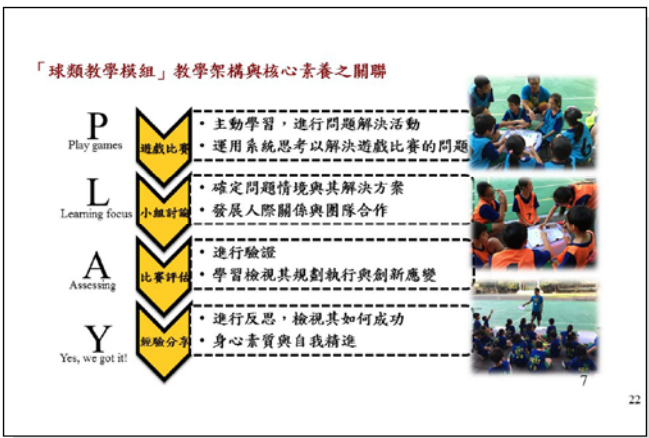 「球類教學模組」教學架構與核心素養之關聯
P
Play games
遊戲比賽
• 主動學習，進行問題解決活動
• 運用系統思考以解決遊戲比賽的問題
L
Learning focus
小組討論
• 確定問題情境與其解決方案
• 發展人際關係與團隊合作
A
Assessing
比賽評估
• 進行驗證
• 學習檢視其規劃執行與創新應變
Y
Yes, we got it!
經驗分享
• 進行反思，檢視其如何成功
• 身心素質與自我精進
7
22